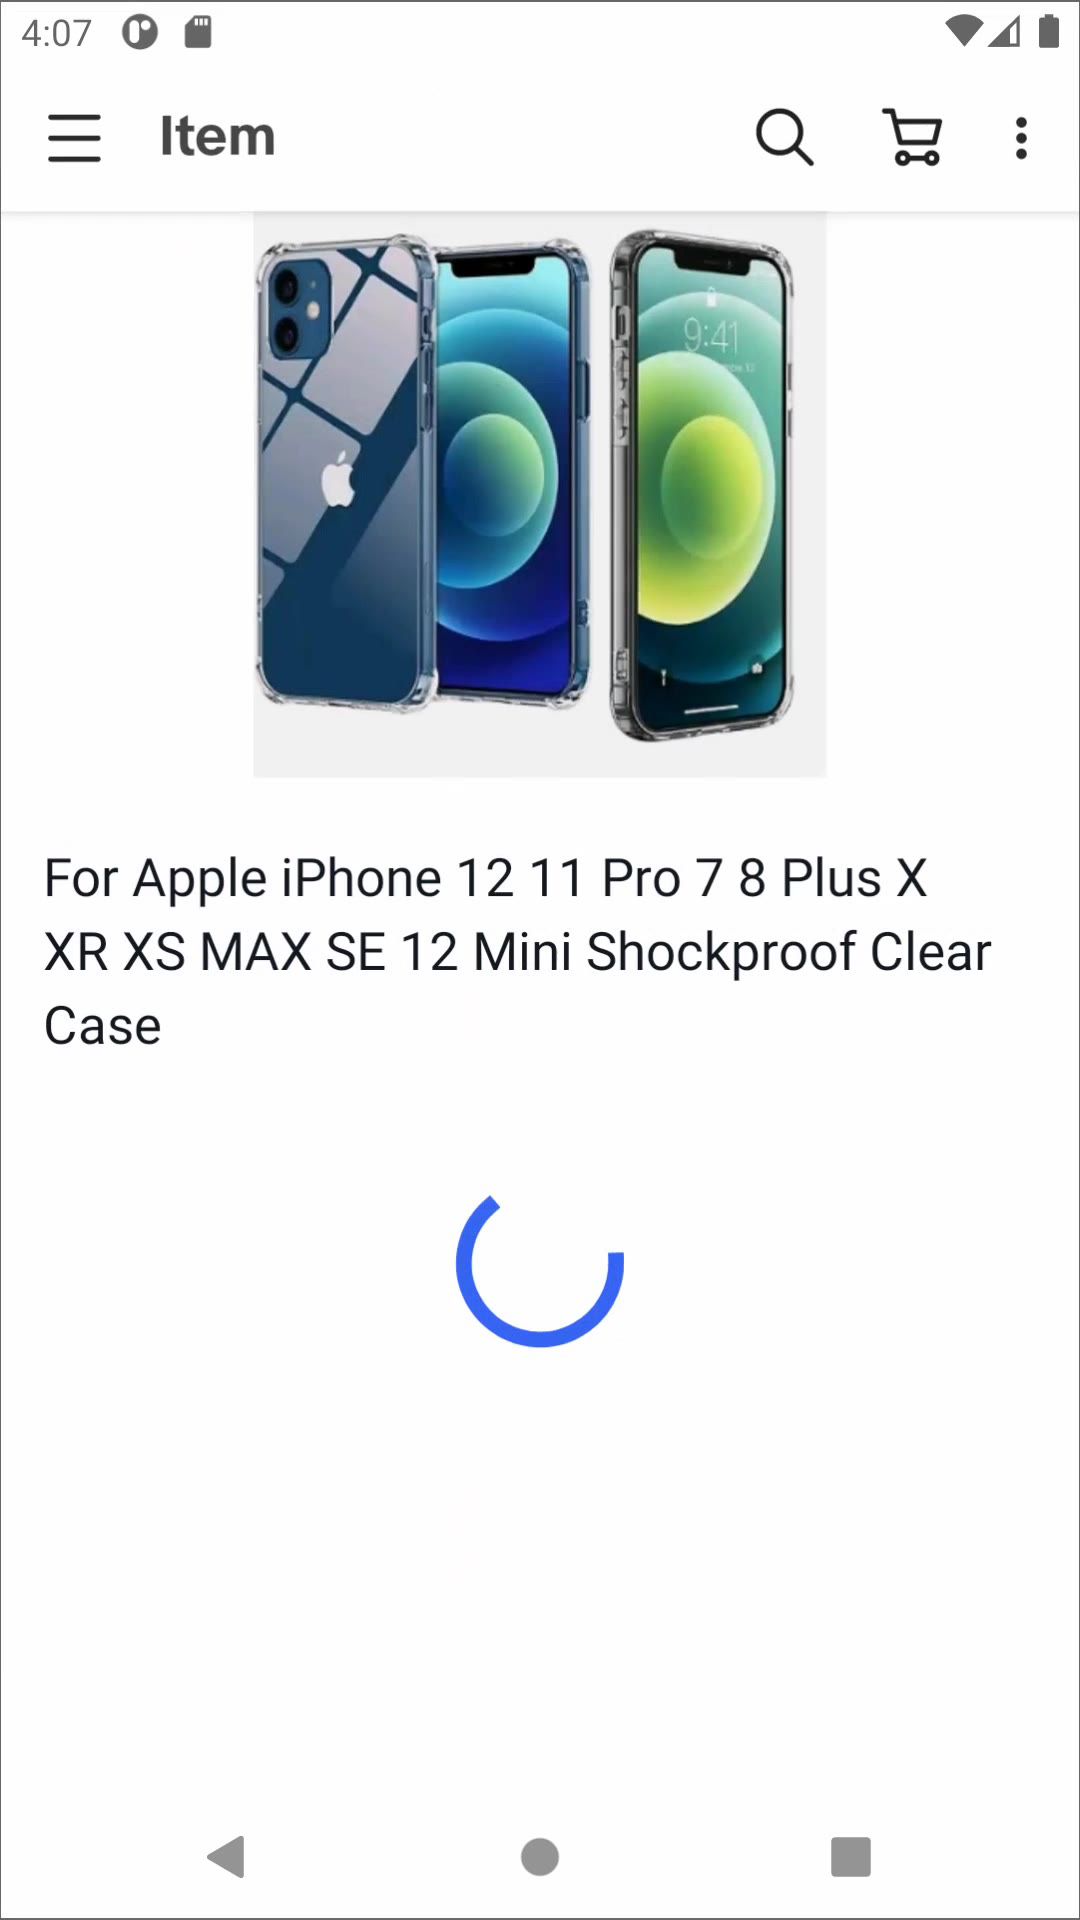 4:07
Item
9:41
For Apple iPhone 12 11 Pro 7 8 Plus X
XR XS MAX SE 12 Mini Shockproof Clear
Case